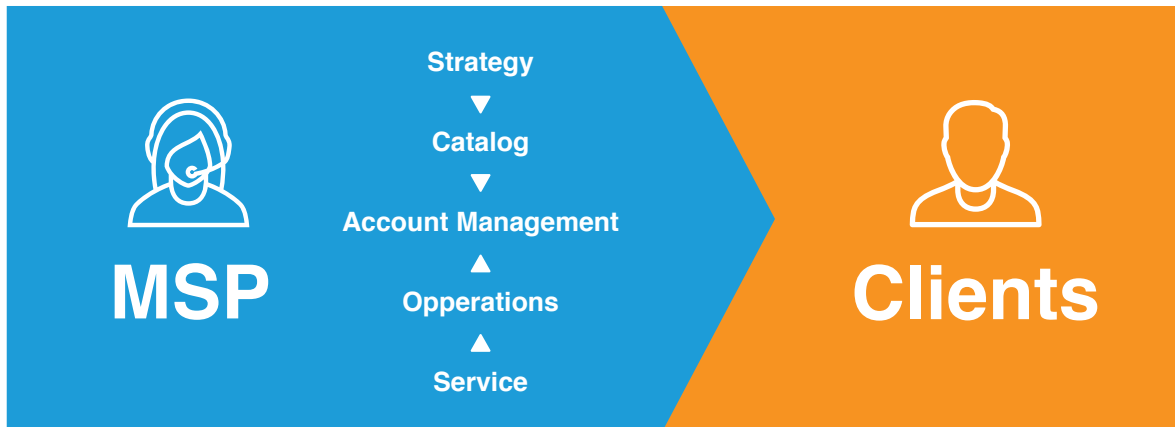 MSP
Strategy
Catalog
Account Management
Opperations
Service
Clients